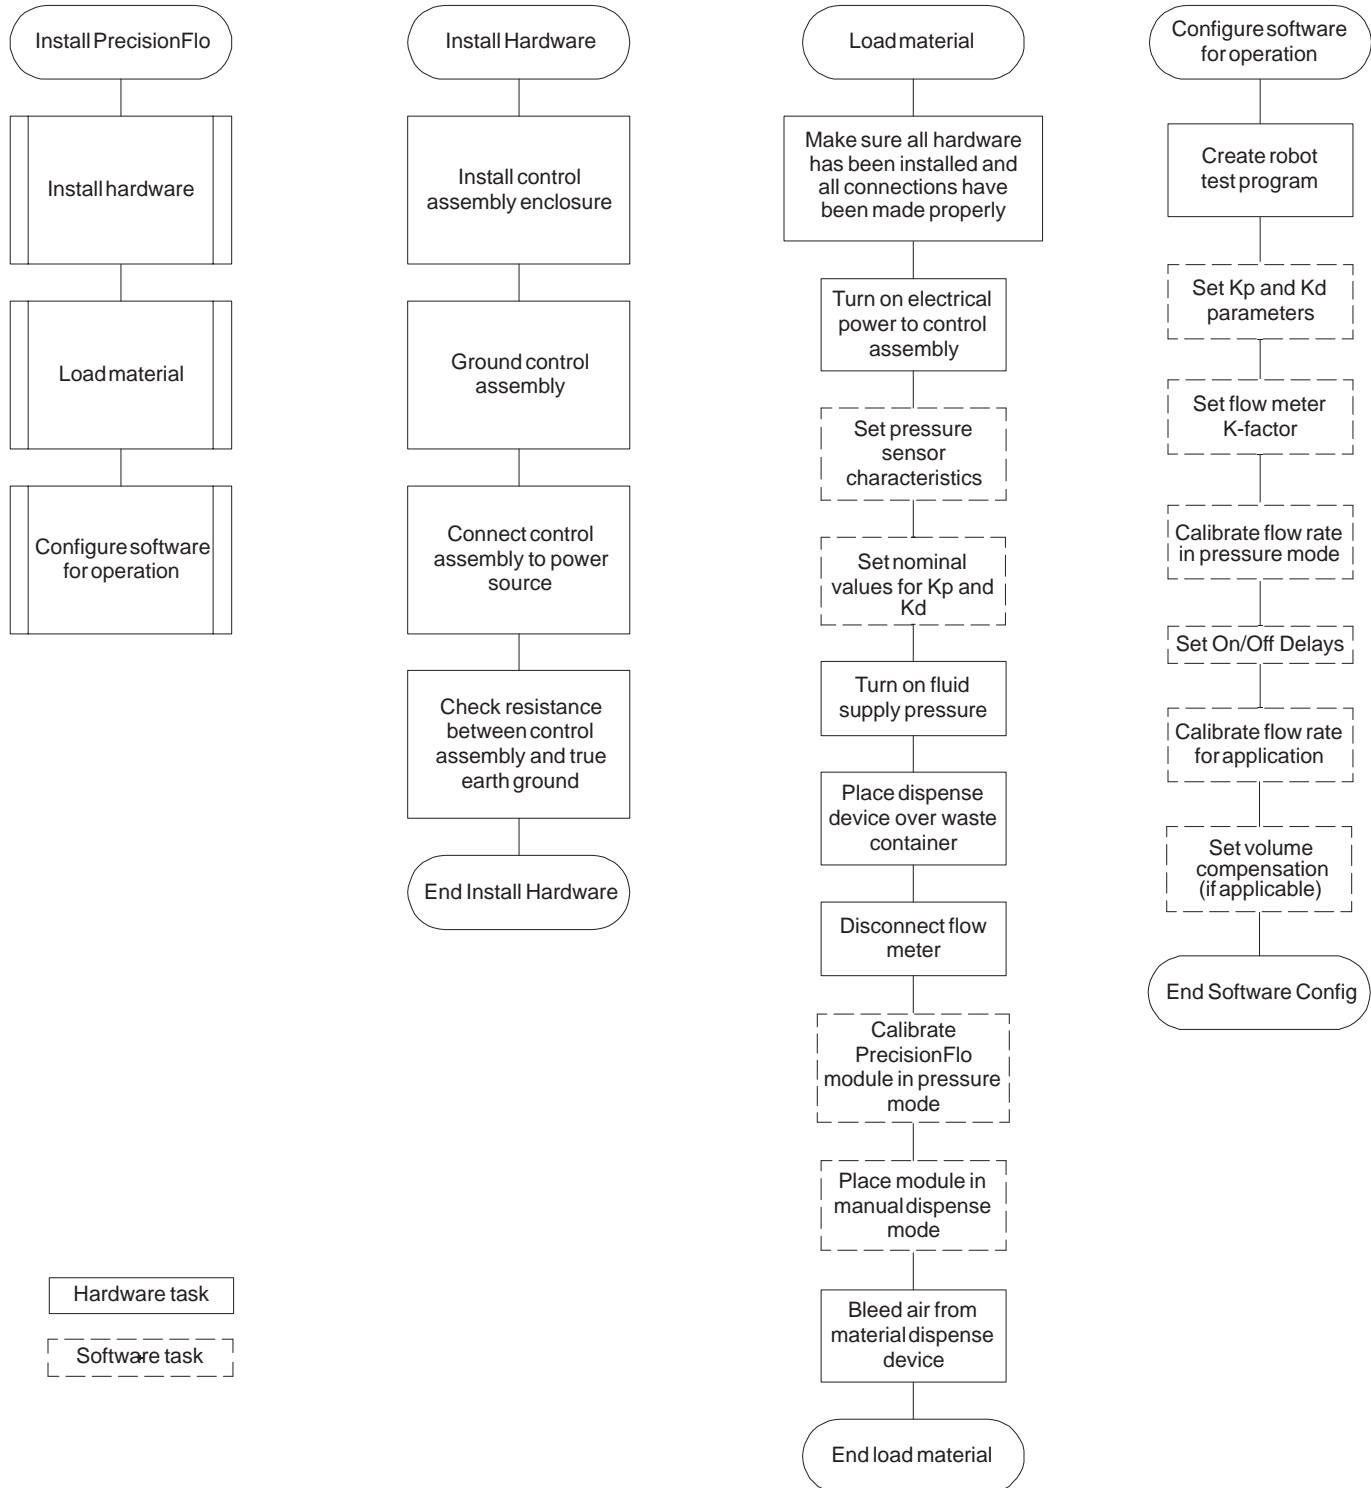 Install PrecisionFlo
Install hardware
Load material
Configure software
for operation
Install Hardware
Install control
assembly enclosure
Ground control
assembly
Connect control
assembly to power
source
Check resistance
between control
assembly and true
earth ground
End Install Hardware
Load material
Make sure all hardware
has been installed and
all connections have
been made properly
Turn on electrical
power to control
assembly
Set pressure
sensor
characteristics
Set nominal
values for Kp and
Kd
Turn on fluid
supply pressure
Place dispense
device over waste
container
Disconnect flow
meter
Calibrate
PrecisionFlo
module in pressure
mode
Place module in
manual dispense
mode
Bleed air from
material dispense
device
End load material
Configure software
for operation
Create robot
test program
Set Kp and Kd
parameters
Set flow meter
K-factor
Calibrate flow rate
in pressure mode
Set On/Off Delays
Calibrate flow rate
for application
Set volume
compensation
(if applicable)
End Software Config
Hardware task
Software task